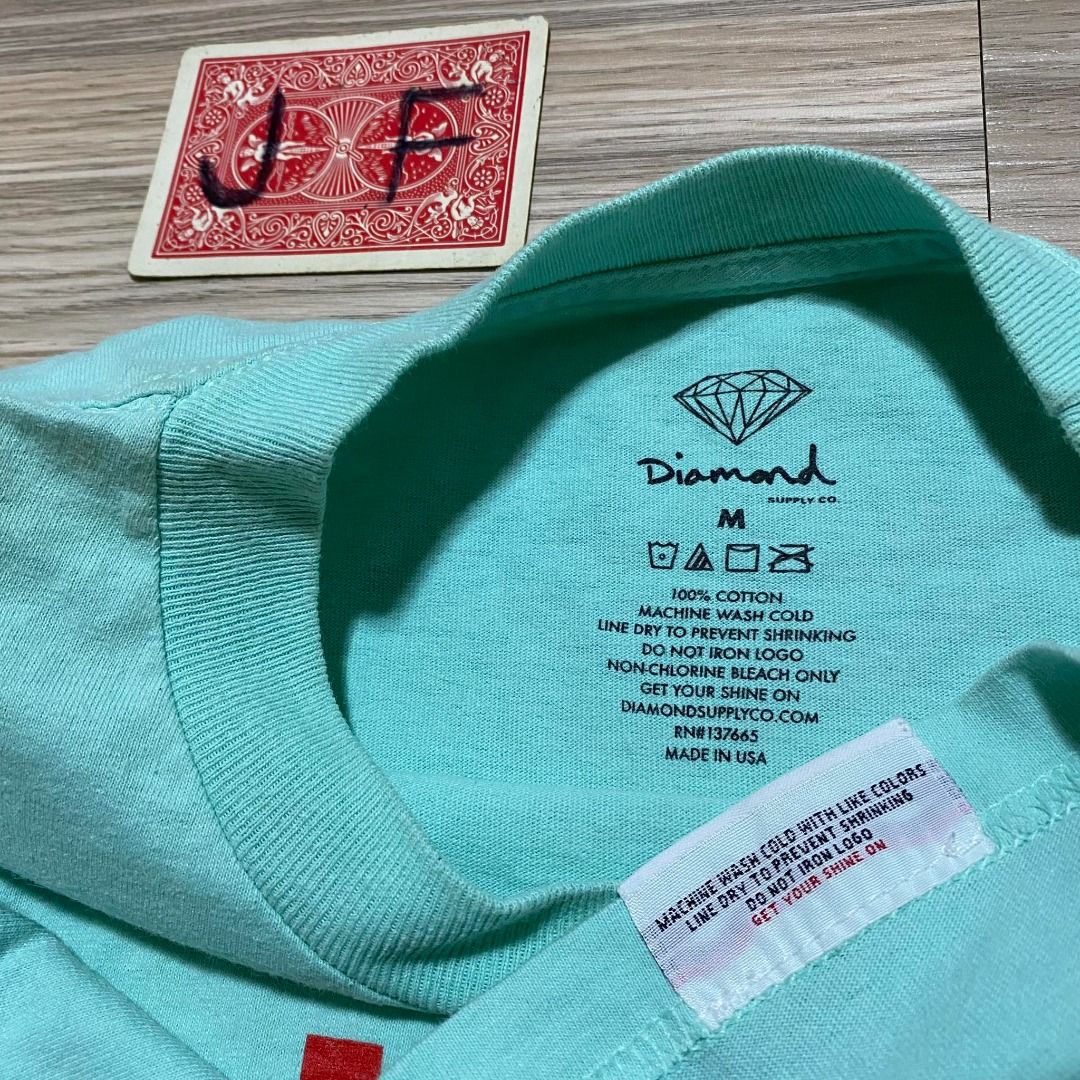 J F
Diamond
SUPPLY CO.
M
100% COTTON
MACHINE WASH COLD
LINE DRY TO PREVENT SHRINKING
DO NOT IRON LOGO
NON-CHLORINE BLEACH ONLY
GET YOUR SHINE ON
DIAMONDSUPPLYCO.COM
RN#137665
MADE IN USA
MACHINE WASH COLD WITH LIKE COLORS
LINE DRY TO PREVENT SHRINKING
DO NOT IRON LOGO
GET YOUR SHINE ON